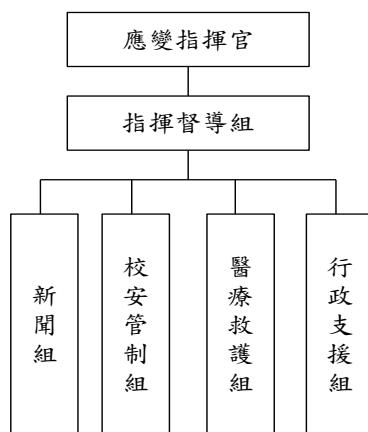 應變指揮官
指揮督導組
新聞組
校安管制組
醫療救護組
行政支援組